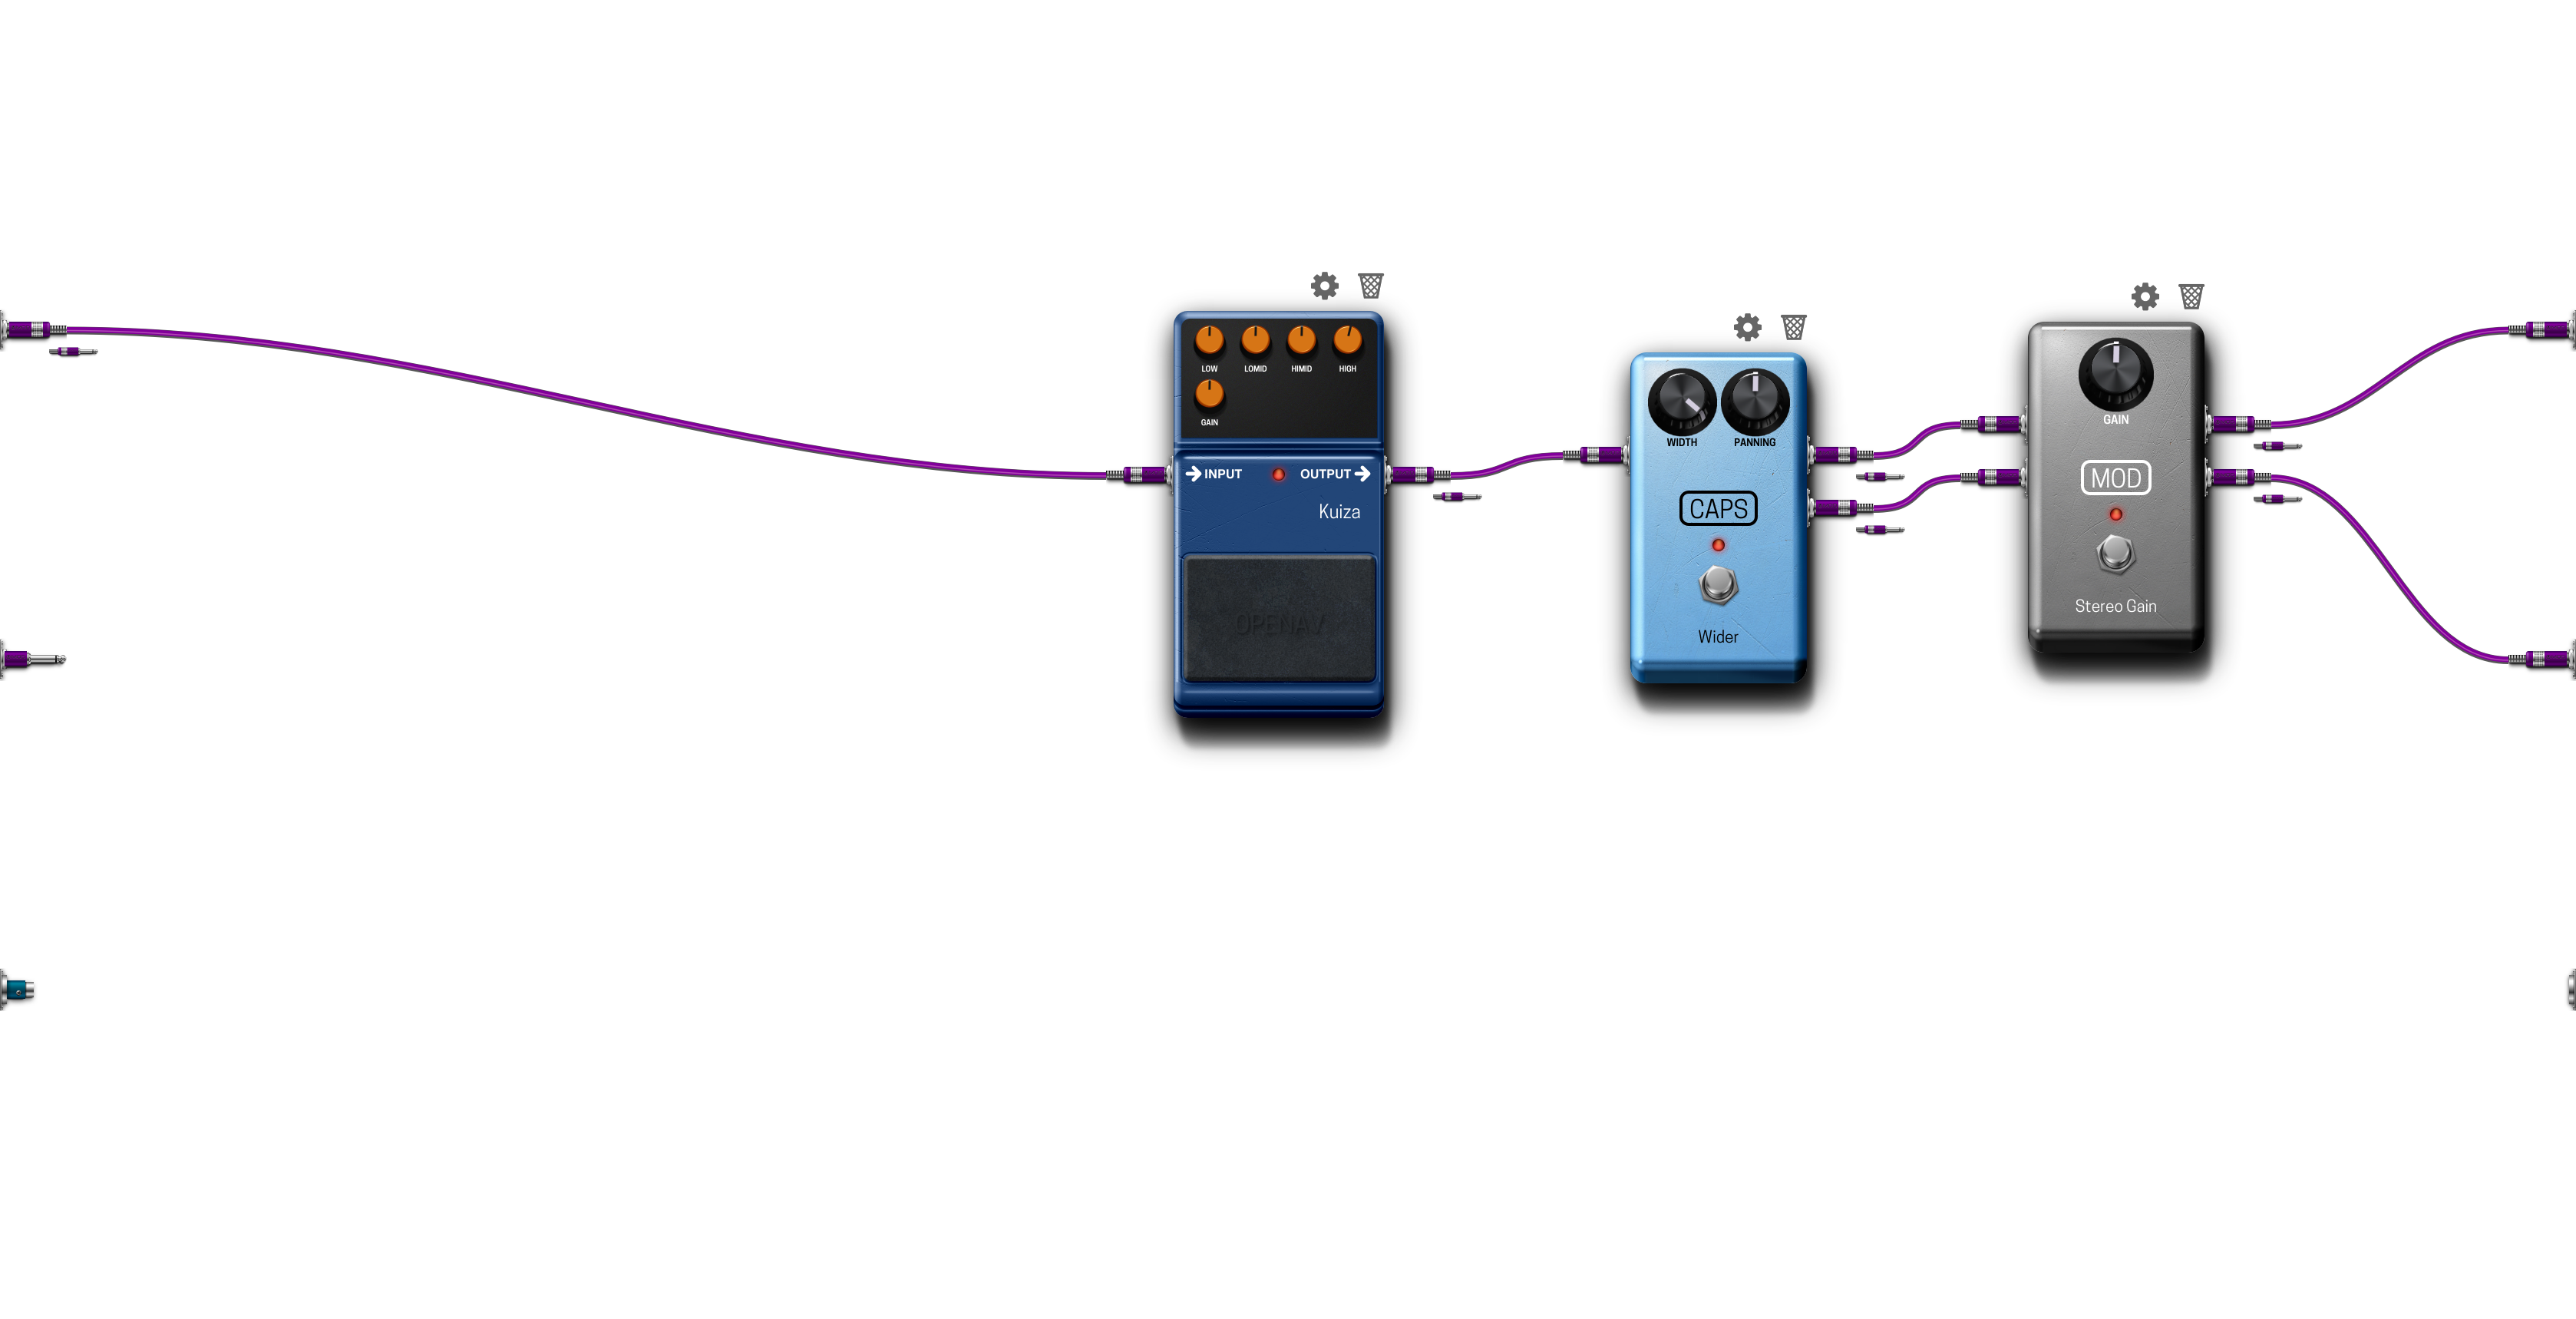 LOW LOMID HIMID HIGH
GAIN
INPUT OUTPUT
Kuiza
OPENAV
WIDTH PANNING
CAPS
Wider
GAIN
MOD
Stereo Gain